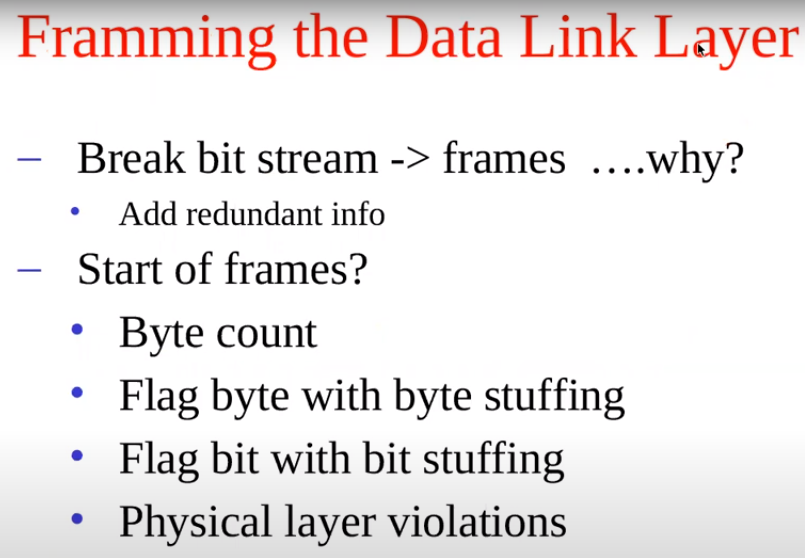 Framming the Data Link Layer
– Break bit stream -> frames ….why?
• Add redundant info
– Start of frames?
• Byte count
• Flag byte with byte stuffing
• Flag bit with bit stuffing
• Physical layer violations